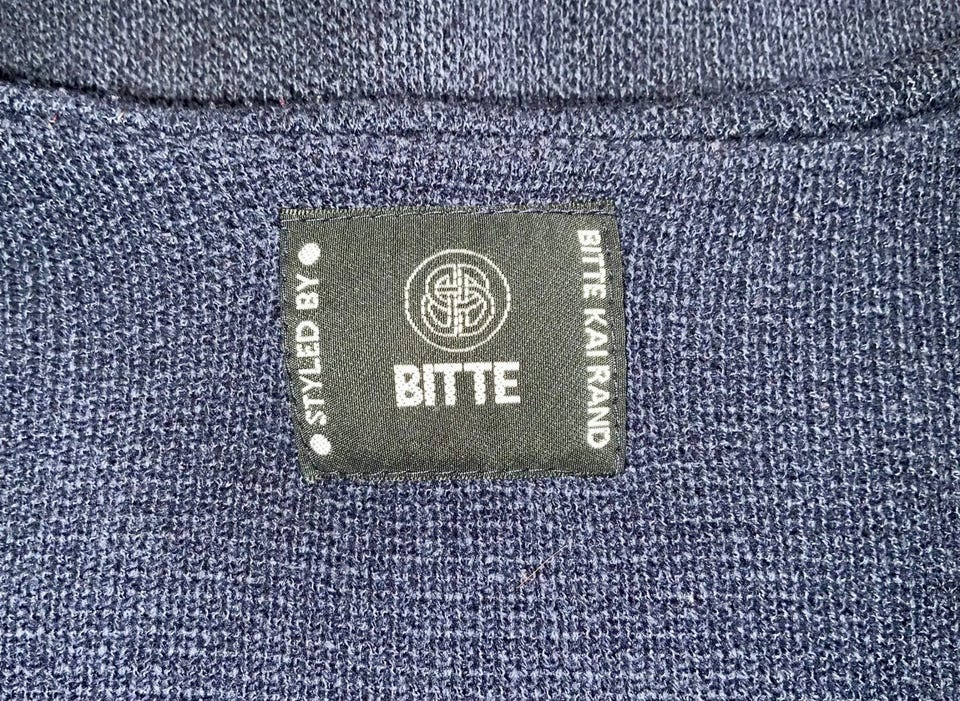 ● STYLED BY ●
BITTE
BITTE KAI RAND